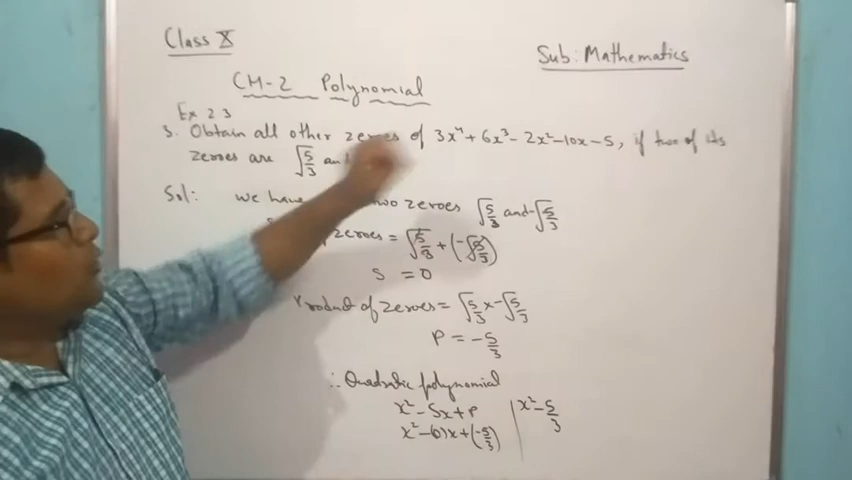 Class X
Sub: Mathematics
CH-2 Polynomial
Ex 2.3
3. Obtain all other zeroes of 3x⁴ + 6x³ - 2x² - 10x - 5, if two of its
zeroes are √5/3 and
Sol: we have two zeroes √5/3 and -√5/3
zeroes = √5/3 + (-√5/3)
S = 0
Product of zeroes = √5/3 x -√5/3
P = -5/3
∴ Quadratic polynomial
x² - Sx + P | x² - 5/3
x² - (0)x + (-5/3)